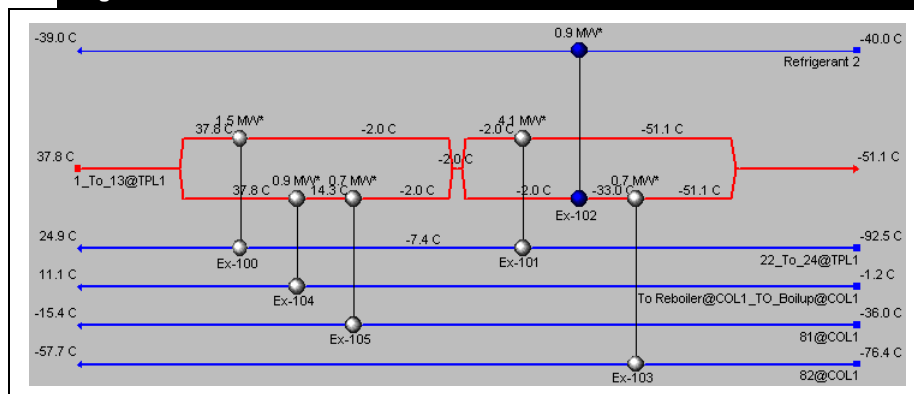 -39.0 C
0.9 MW*
-40.0 C
Refrigerant 2
1.5 MW*
4.1 MW*
37.8 C
-2.0 C
-2.0 C
-51.1 C
37.8 C
-2.0 C
-51.1 C
1_To_13@TPL1
0.9 MW*
0.7 MW*
0.7 MW*
37.8 C
14.3 C
-2.0 C
-2.0 C
-33.0 C
-51.1 C
Ex-102
24.9 C
-7.4 C
-92.5 C
Ex-100
Ex-101
22_To_24@TPL1
11.1 C
-1.2 C
Ex-104
To Reboiler@COL1_TO_Boilup@COL1
-15.4 C
-36.0 C
Ex-105
81@COL1
-57.7 C
-76.4 C
Ex-103
82@COL1